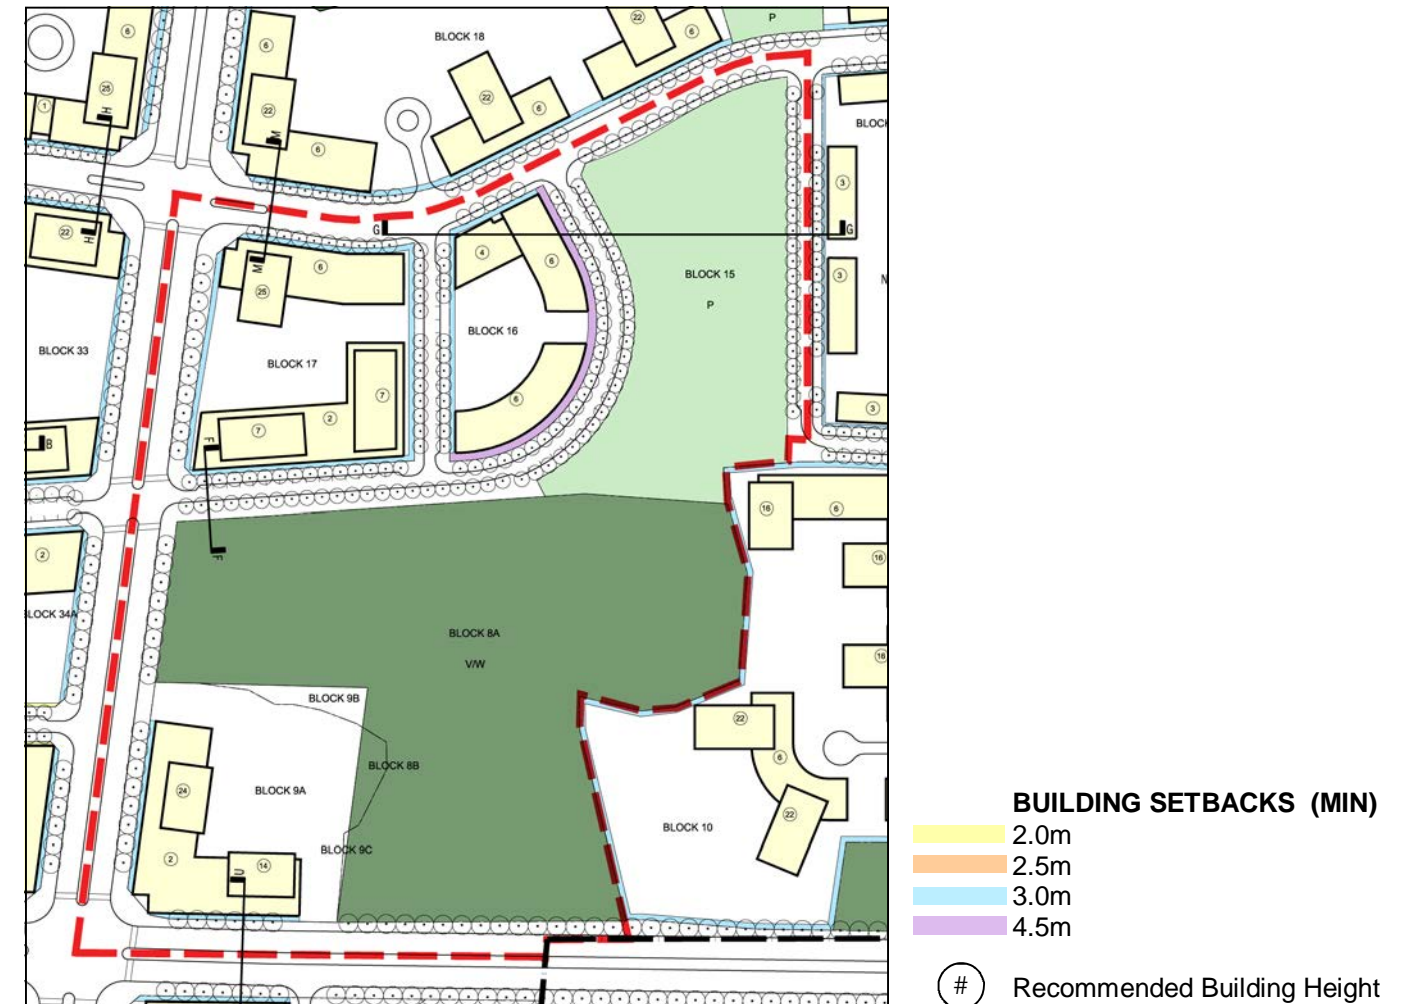 P
22
6
BLOCK 18
6
6
25
22
22
6
1
H
M
6
BLOCK
3
3
3
G
G
22
H
M
6
25
4
6
BLOCK 15
P
N
BLOCK 33
BLOCK 17
BLOCK 16
7
6
2
7
B
F
F
16
6
16
16
2
LOCK 34A
BLOCK 8A
V/W
BLOCK 9B
22
6
22
BLOCK 8B
24
BLOCK 9A
BLOCK 10
BLOCK 9C
2
14
U
BUILDING SETBACKS (MIN)
2.0m
2.5m
3.0m
4.5m
# Recommended Building Height